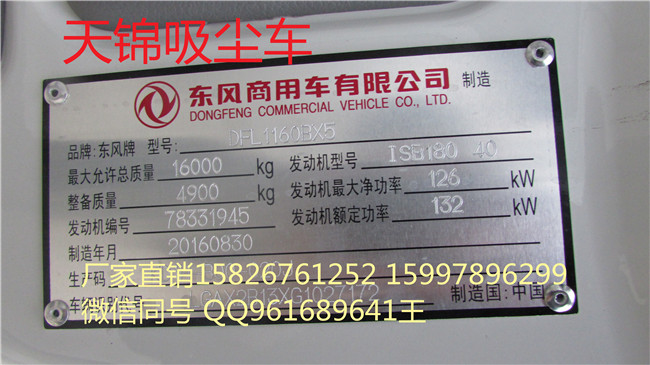 天锦吸尘车
东风商用车有限公司 制造
DONGFENG COMMERCIAL VEHICLE CO., LTD.
品牌: 东风牌 型号: DFL1160BX5
最大允许总质量 16000 kg 发动机型号 ISB180 40
整备质量 4900 kg 发动机最大净功率 126 kW
发动机编号 78331945 发动机额定功率 132 kW
制造年月 20160830
生产码
厂家直销15826761252 15997896299
制造国: 中国
微信同号 QQ961689641王